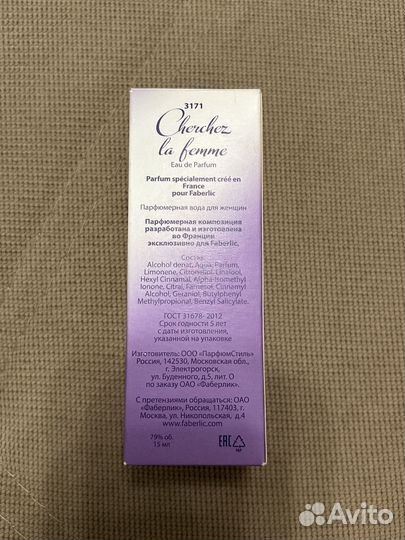 3171
Cherchez
la femme
Eau de Parfum
Parfum spécialement créé en
France
pour Faberlic
Парфюмерная вода для женщин
Парфюмерная композиция
разработана и изготовлена
во Франции
эксклюзивно для Faberlic.
Состав:
Alcohol denat, Aqua, Parfum,
Limonene, Citronellol, Linalool,
Hexyl Cinnamal, Alpha-Isomethyl
Ionone, Citral, Farnesol, Cinnamyl
Alcohol, Geraniol, Butylphenyl
Methylpropional, Benzyl Salicylate.
ГОСТ 31678- 2012
Срок годности 5 лет
с даты изготовления,
указанной на упаковке
Изготовитель: ООО «ПарфюмСтиль»
Россия, 142530, Московская обл.,
г. Электрогорск,
ул. Буденного, д.5, лит. О
по заказу ОАО «Фаберлик».
С претензиями обращаться: ОАО
«Фаберлик», Россия, 117403, г.
Москва, ул. Никопольская, д.4
www.faberlic.com
79% об.
15 мл
EAC
Avito